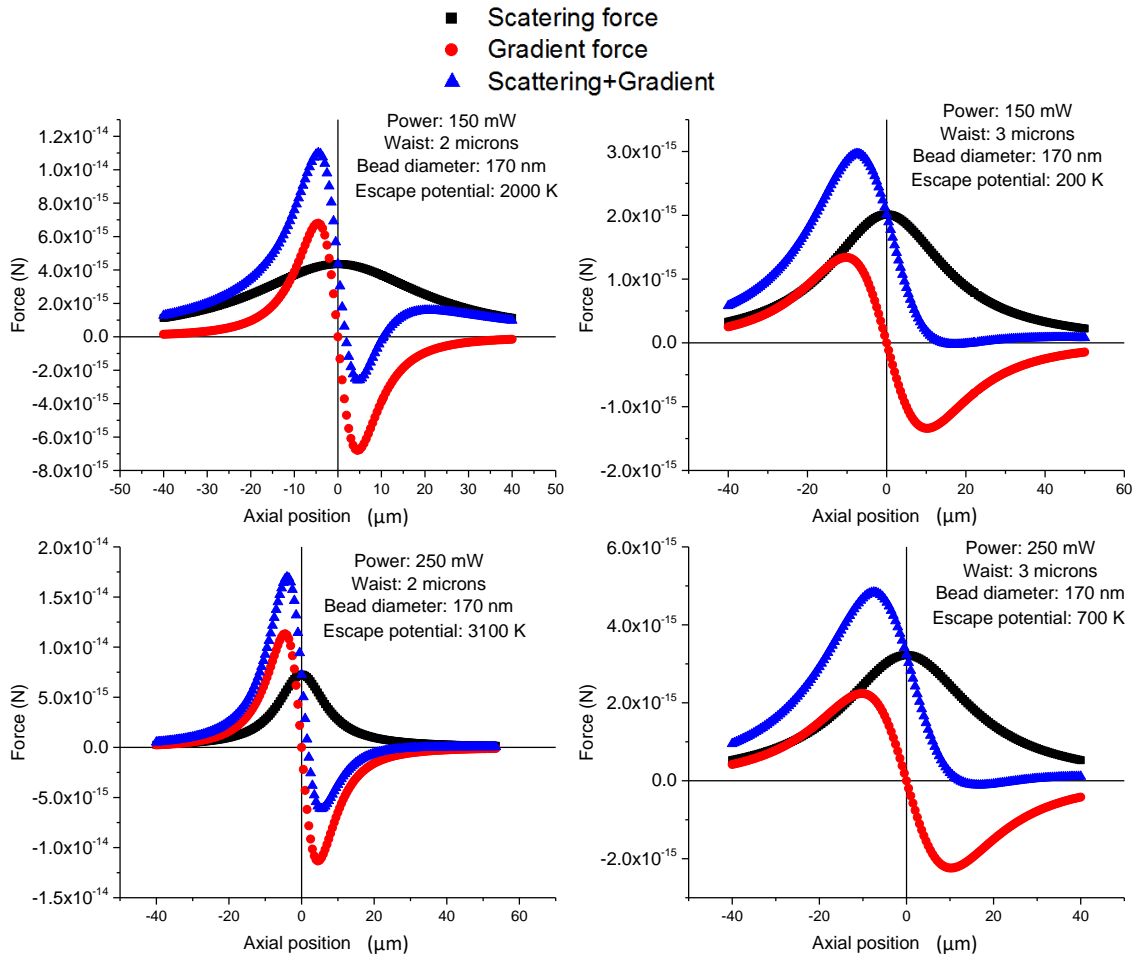 Scatering force
Gradient force
Scattering+Gradient
Power: 150 mW
Waist: 2 microns
Bead diameter: 170 nm
Escape potential: 2000 K
1.2x10⁻¹⁴
1.0x10⁻¹⁴
8.0x10⁻¹⁵
6.0x10⁻¹⁵
4.0x10⁻¹⁵
2.0x10⁻¹⁵
0.0
-2.0x10⁻¹⁵
-4.0x10⁻¹⁵
-6.0x10⁻¹⁵
-8.0x10⁻¹⁵
Force (N)
-50 -40 -30 -20 -10 0 10 20 30 40 50
Axial position (μm)
Power: 150 mW
Waist: 3 microns
Bead diameter: 170 nm
Escape potential: 200 K
3.0x10⁻¹⁵
2.0x10⁻¹⁵
1.0x10⁻¹⁵
0.0
-1.0x10⁻¹⁵
-2.0x10⁻¹⁵
Force (N)
-40 -20 0 20 40 60
Axial position (μm)
Power: 250 mW
Waist: 2 microns
Bead diameter: 170 nm
Escape potential: 3100 K
2.0x10⁻¹⁴
1.5x10⁻¹⁴
1.0x10⁻¹⁴
5.0x10⁻¹⁵
0.0
-5.0x10⁻¹⁵
-1.0x10⁻¹⁴
-1.5x10⁻¹⁴
Force (N)
-40 -20 0 20 40 60
Axial position (μm)
Power: 250 mW
Waist: 3 microns
Bead diameter: 170 nm
Escape potential: 700 K
6.0x10⁻¹⁵
4.0x10⁻¹⁵
2.0x10⁻¹⁵
0.0
-2.0x10⁻¹⁵
Force (N)
-40 -20 0 20 40
Axial position (μm)